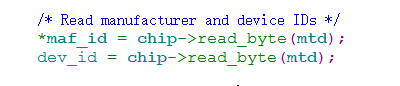 /* Read manufacturer and device IDs */
*maf_id = chip->read_byte(mtd);
dev_id = chip->read_byte(mtd);